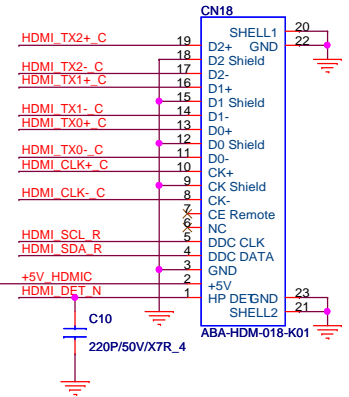 CN18
SHELL1 20
HDMI_TX2+_C 19 D2+ GND 22
18 D2 Shield
HDMI_TX2-_C 17 D2-
HDMI_TX1+_C 16 D1+
15 D1 Shield
HDMI_TX1-_C 14 D1-
HDMI_TX0+_C 13 D0+
12 D0 Shield
HDMI_TX0-_C 11 D0-
HDMI_CLK+_C 10 CK+
9 CK Shield
HDMI_CLK-_C 8 CK-
7 CE Remote
6 NC
HDMI_SCL_R 5 DDC CLK
HDMI_SDA_R 4 DDC DATA
3 GND
+5V_HDMIC 2 +5V
HDMI_DET_N 1 HP DET GND 23
SHELL2 21
ABA-HDM-018-K01
C10
220P/50V/X7R_4